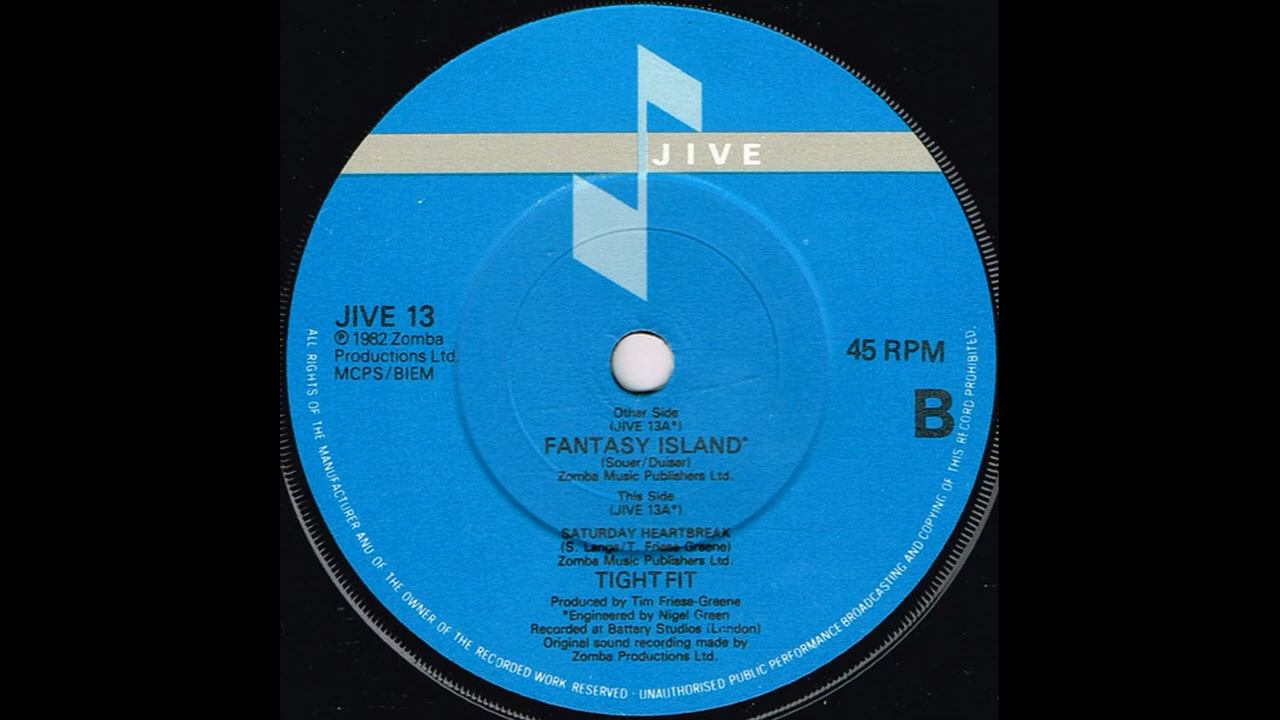 JIVE
JIVE 13
℗ 1982 Zomba
Productions Ltd.
MCPS/BIEM
45 RPM
B
Other Side
(JIVE 13A*)
FANTASY ISLAND*
(Souer/Duiser)
Zomba Music Publishers Ltd.
This Side
(JIVE 13A*)
SATURDAY HEARTBREAK
(S. Lange/T. Friese-Greene)
Zomba Music Publishers Ltd.
TIGHT FIT
Produced by Tim Friese-Greene
*Engineered by Nigel Green
Recorded at Battery Studios (London)
Original sound recording made by
Zomba Productions Ltd.
ALL RIGHTS OF THE MANUFACTURER AND OF THE OWNER OF THE RECORDED WORK RESERVED · UNAUTHORISED PUBLIC PERFORMANCE BROADCASTING AND COPYING OF THIS RECORD PROHIBITED.